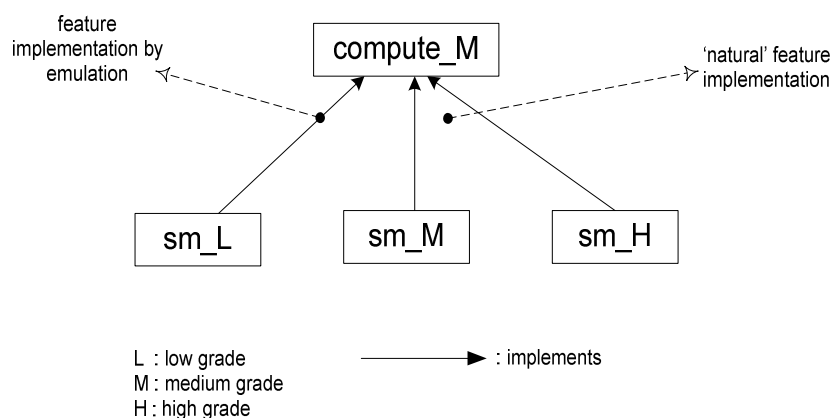 feature
implementation by
emulation
compute_M
‘natural’ feature
implementation
sm_L
sm_M
sm_H
L : low grade
M : medium grade
H : high grade
: implements